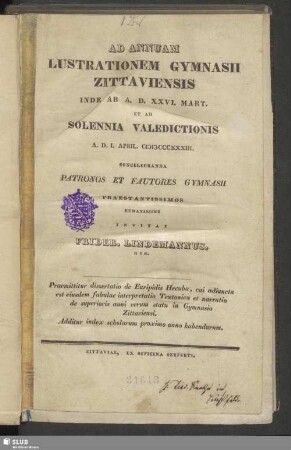 AD ANNUAM
LUSTRATIONEM GYMNASII
ZITTAVIENSIS
INDE AB A. D. XXVI. MART.
ET AD
SOLENNIA VALEDICTIONIS
A. D. I. APRIL. CIƆIƆCCCXXXIII.
CONCELEBRANDA
PATRONOS ET FAUTORES GYMNASII
PRAESTANTISSIMOS
HUMANISSIME
INVITAT
FRIDER. LINDEMANNUS,
Praemittitur dissertatio de Euripidis Hecuba, cui adiuncta
est eiusdem fabulae interpretatio Teutonica et narratio
de superioris anni verum statu in Gymnasio
Zittaviensi.
Additur index scholarum proximo anno habendarum.
ZITTAVIAE, EX OFFICINA SEYFERTI.
SLUB